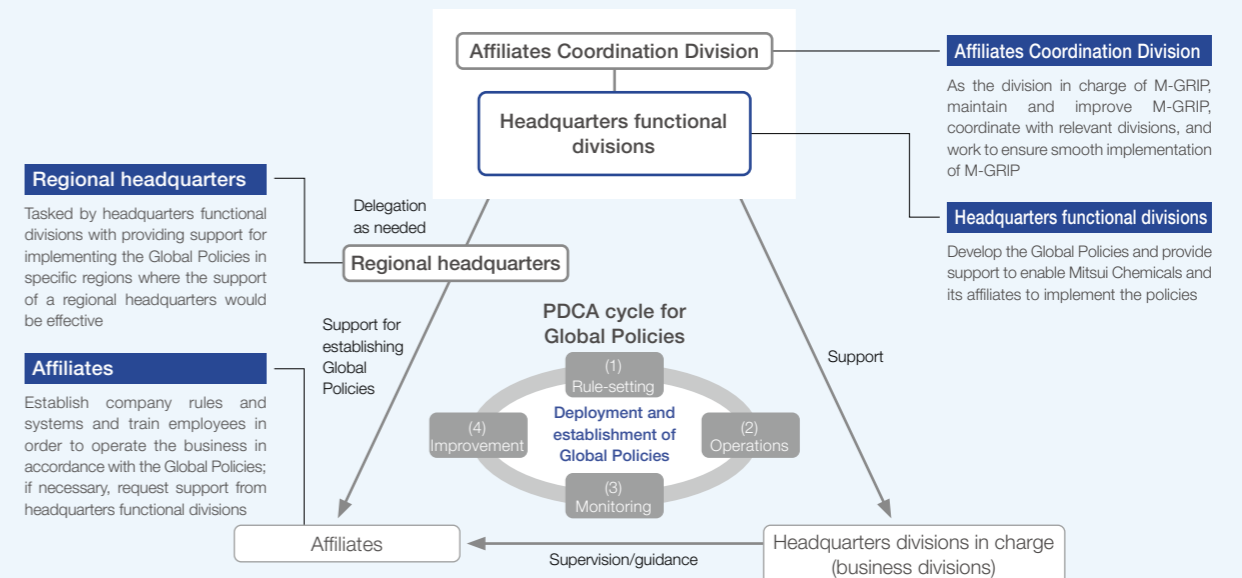 Affiliates Coordination Division
Headquarters functional
divisions
Affiliates Coordination Division
As the division in charge of M-GRIP,
maintain and improve M-GRIP,
coordinate with relevant divisions, and
work to ensure smooth implementation
of M-GRIP
Headquarters functional divisions
Develop the Global Policies and provide
support to enable Mitsui Chemicals and
its affiliates to implement the policies
Regional headquarters
Tasked by headquarters functional
divisions with providing support for
implementing the Global Policies in
specific regions where the support
of a regional headquarters would
be effective
Delegation
as needed
Regional headquarters
Support for
establishing
Global
Policies
Affiliates
Establish company rules and
systems and train employees in
order to operate the business in
accordance with the Global Policies;
if necessary, request support from
headquarters functional divisions
PDCA cycle for
Global Policies
(1)
Rule-setting
Deployment and
establishment of
Global Policies
(2)
Operations
(3)
Monitoring
(4)
Improvement
Support
Affiliates
Supervision/guidance
Headquarters divisions in charge
(business divisions)